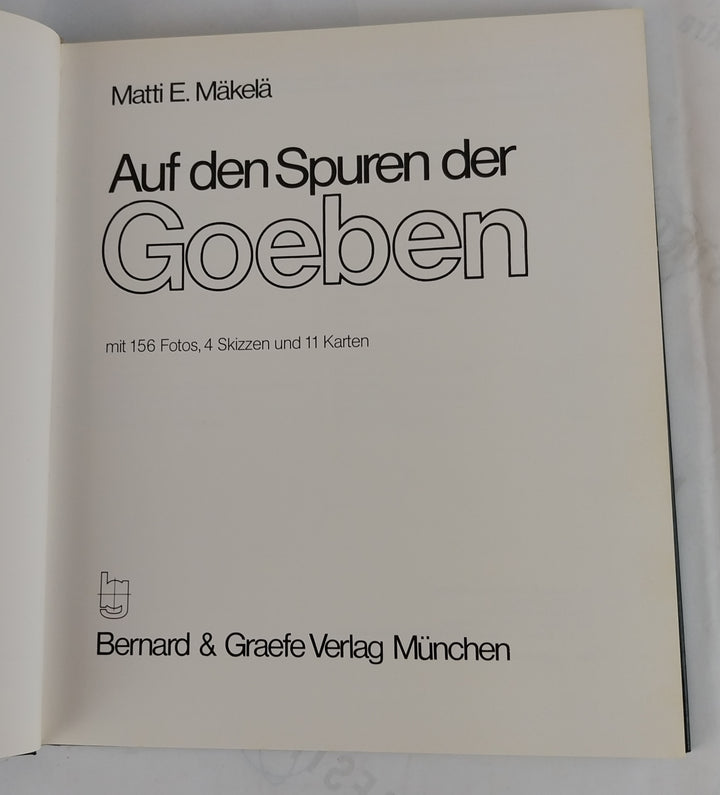 Matti E. Mäkelä
Auf den Spuren der
Goeben
mit 156 Fotos, 4 Skizzen und 11 Karten
Bernard & Graefe Verlag München